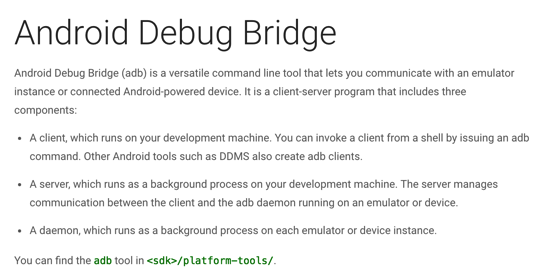 Android Debug Bridge
Android Debug Bridge (adb) is a versatile command line tool that lets you communicate with an emulator
instance or connected Android-powered device. It is a client-server program that includes three
components:
• A client, which runs on your development machine. You can invoke a client from a shell by issuing an adb
command. Other Android tools such as DDMS also create adb clients.
• A server, which runs as a background process on your development machine. The server manages
communication between the client and the adb daemon running on an emulator or device.
• A daemon, which runs as a background process on each emulator or device instance.
You can find the adb tool in <sdk>/platform-tools/.